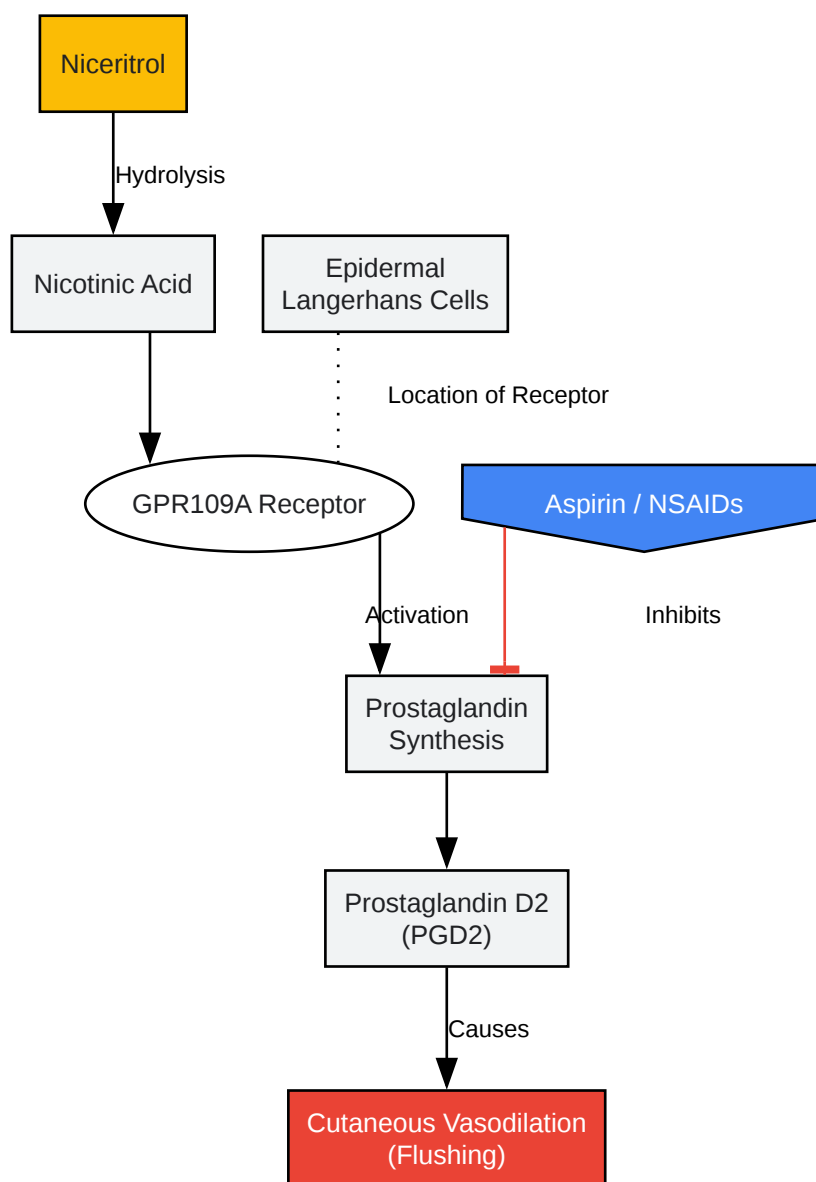 Niceritrol
Hydrolysis
Nicotinic Acid
Epidermal
Langerhans Cells
Location of Receptor
GPR109A Receptor
Aspirin / NSAIDs
Activation
Inhibits
Prostaglandin
Synthesis
Prostaglandin D2
(PGD2)
Causes
Cutaneous Vasodilation
(Flushing)